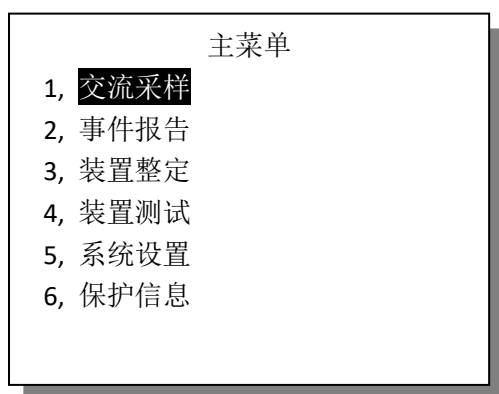 主菜单
1, 交流采样
2, 事件报告
3, 装置整定
4, 装置测试
5, 系统设置
6, 保护信息